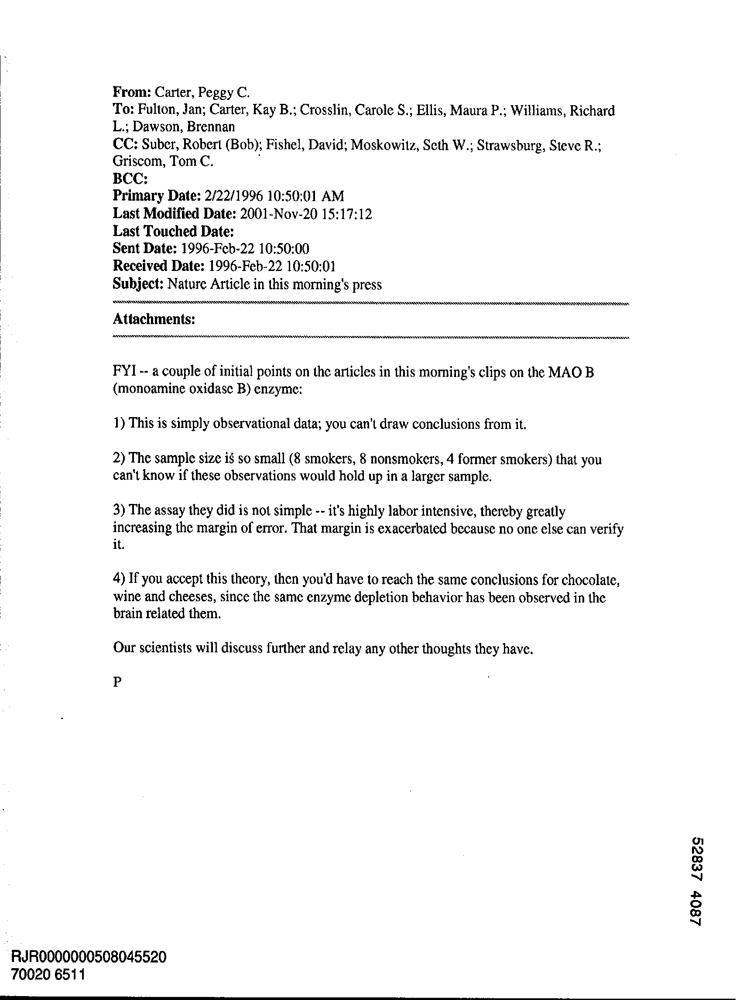 From: Carter, Peggy C.
To: Fulton, Jan; Carter, Kay B.; Crosslin, Carole S.; Ellis, Maura P.; Williams, Richard
L.; Dawson, Brennan
CC: Suber, Robert (Bob); Fishel, David; Moskowitz, Seth W.; Strawsburg, Steve R.;
Griscom, Tom C.
BCC:
Primary Date: 2/22/1996 10:50:01 AM
Last Modified Date: 2001-Nov-20 15:17:12
Last Touched Date:
Sent Date: 1996-Feb-22 10:50:00
Received Date: 1996-Feb-22 10:50:01
Subject: Nature Article in this morning's press
Attachments:
FYI -- a couple of initial points on the articles in this morning's clips on the MAO B
(monoamine oxidase B) enzyme:
1) This is simply observational data; you can't draw conclusions from it.
2) The sample size is so small (8 smokers, 8 nonsmokers, 4 former smokers) that you
can't know if these observations would hold up in a larger sample.
3) The assay they did is not simple -- it's highly labor intensive, thereby greatly
increasing the margin of error. That margin is exacerbated because no one else can verify
it.
4) If you accept this theory, then you'd have to reach the same conclusions for chocolate,
wine and cheeses, since the same enzyme depletion behavior has been observed in the
brain related them.
Our scientists will discuss further and relay any other thoughts they have.
P
52837 4087
RJR0000000508045520
70020 6511